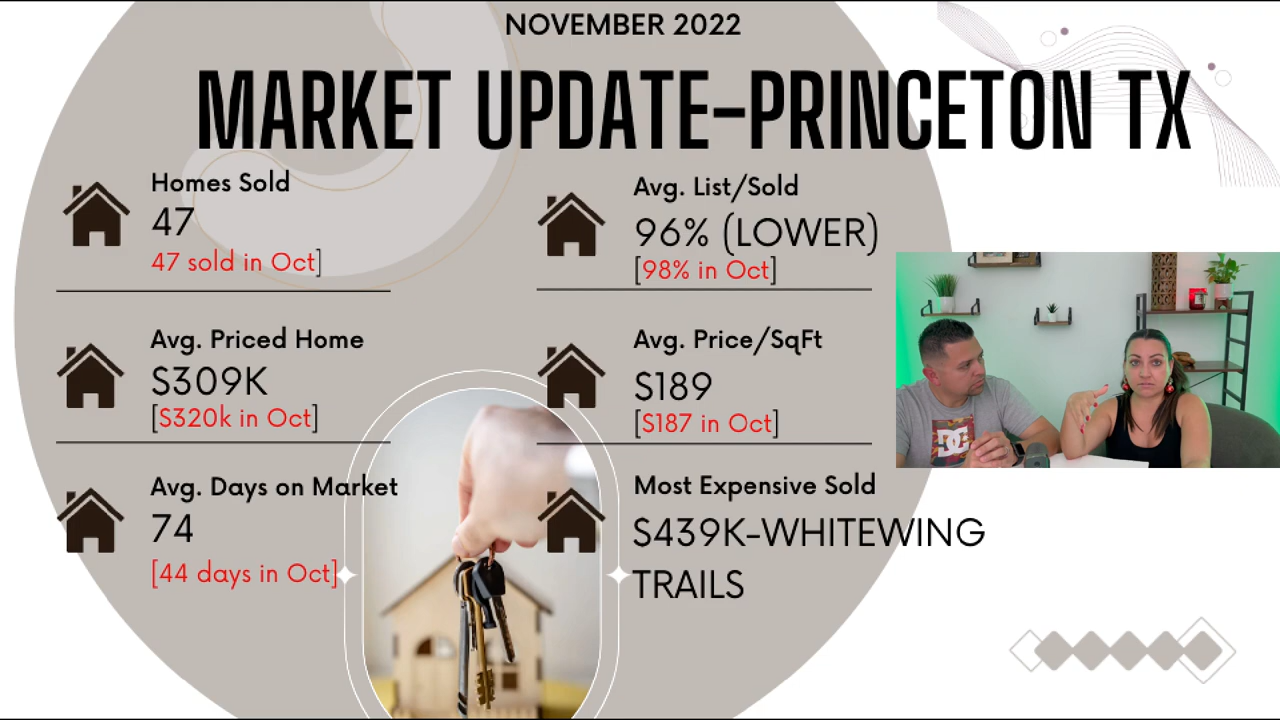 NOVEMBER 2022
MARKET UPDATE-PRINCETON TX
Homes Sold
47
47 sold in Oct]
Avg. Priced Home
$309K
[$320k in Oct]
Avg. Days on Market
74
[44 days in Oct]
Avg. List/Sold
96% (LOWER)
[98% in Oct]
Avg. Price/SqFt
$189
[$187 in Oct]
Most Expensive Sold
$439K-WHITEWING
TRAILS
DC